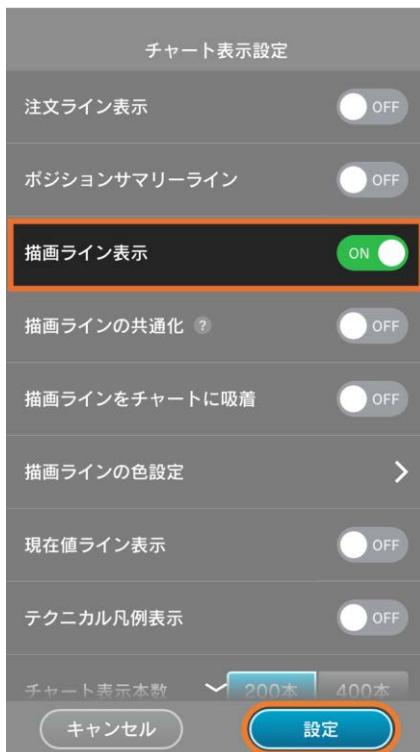 チャート表示設定
注文ライン表示 OFF
ポジションサマリーライン OFF
描画ライン表示 ON
描画ラインの共通化 ? OFF
描画ラインをチャートに吸着 OFF
描画ラインの色設定
現在値ライン表示 OFF
テクニカル凡例表示 OFF
チャート表示本数 200本 400本
キャンセル 設定